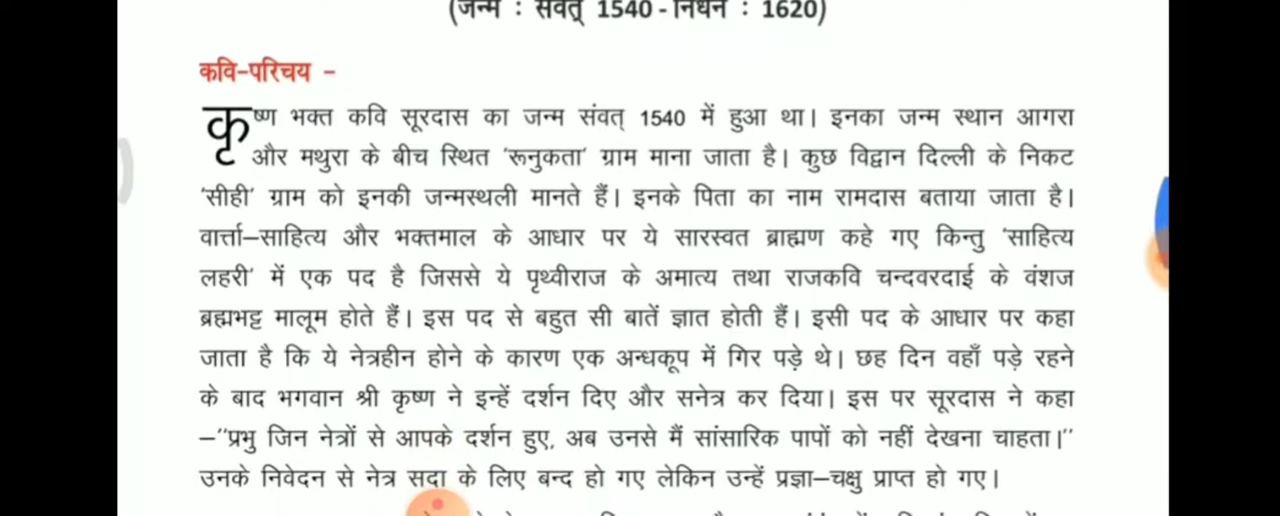 (जन्म : संवत् 1540 - निधन : 1620)
कवि-परिचय -
कृष्ण भक्त कवि सूरदास का जन्म संवत् 1540 में हुआ था। इनका जन्म स्थान आगरा
और मथुरा के बीच स्थित ‘रूनुकता’ ग्राम माना जाता है। कुछ विद्वान दिल्ली के निकट
‘सीही’ ग्राम को इनकी जन्मस्थली मानते हैं। इनके पिता का नाम रामदास बताया जाता है।
वार्त्ता–साहित्य और भक्तमाल के आधार पर ये सारस्वत ब्राह्मण कहे गए किन्तु ‘साहित्य
लहरी’ में एक पद है जिससे ये पृथ्वीराज के अमात्य तथा राजकवि चन्दवरदाई के वंशज
ब्रह्मभट्ट मालूम होते हैं। इस पद से बहुत सी बातें ज्ञात होती हैं। इसी पद के आधार पर कहा
जाता है कि ये नेत्रहीन होने के कारण एक अन्धकूप में गिर पड़े थे। छह दिन वहाँ पड़े रहने
के बाद भगवान श्री कृष्ण ने इन्हें दर्शन दिए और सनेत्र कर दिया। इस पर सूरदास ने कहा
–‘‘प्रभु जिन नेत्रों से आपके दर्शन हुए, अब उनसे मैं सांसारिक पापों को नहीं देखना चाहता।’’
उनके निवेदन से नेत्र सदा के लिए बन्द हो गए लेकिन उन्हें प्रज्ञा–चक्षु प्राप्त हो गए।